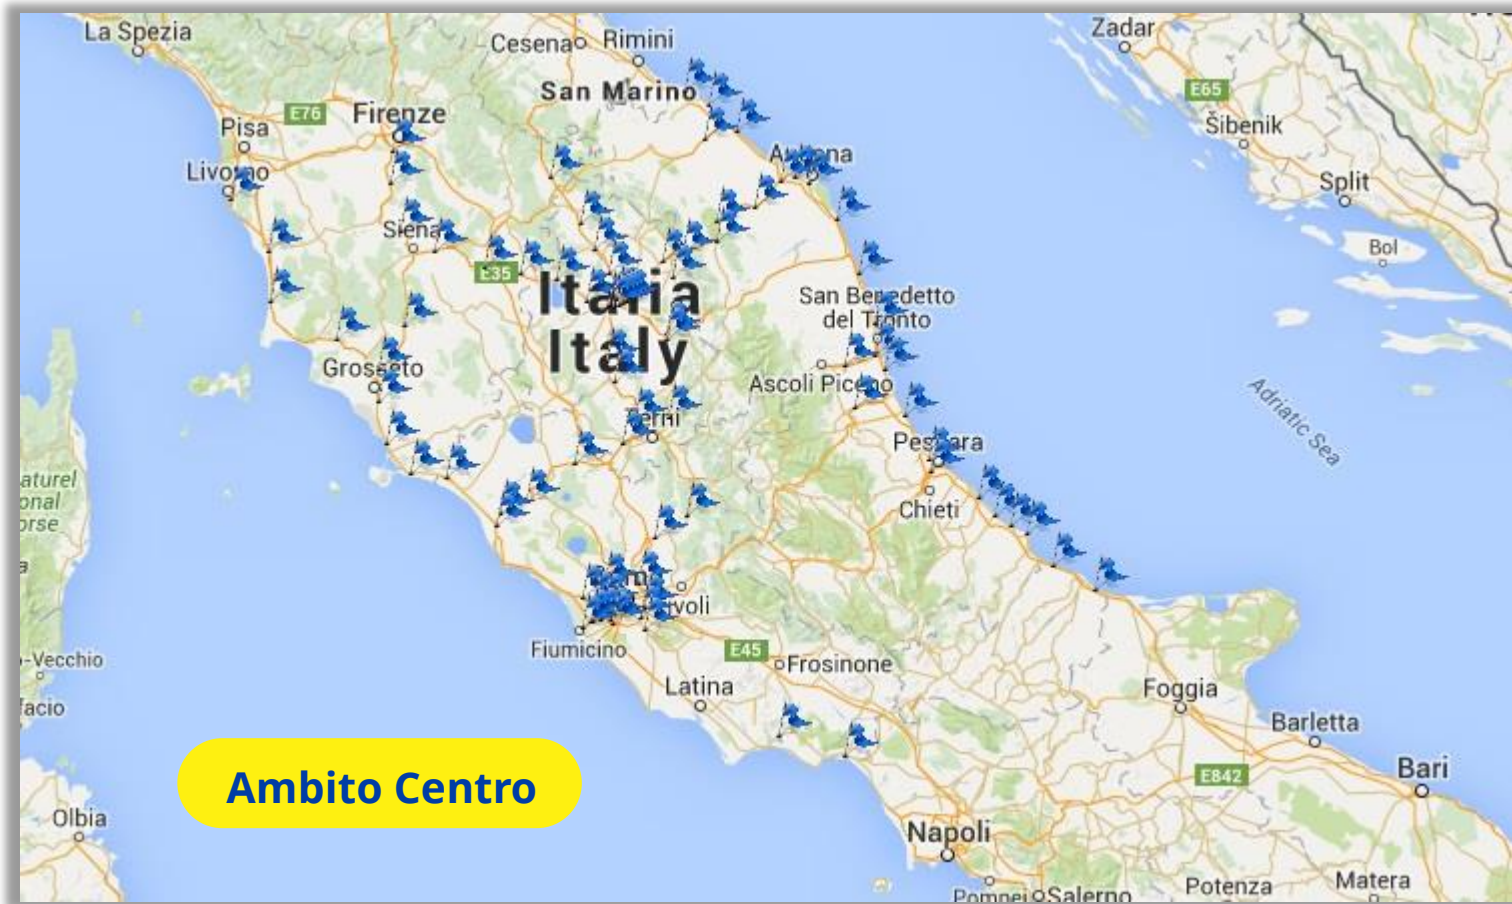 La Spezia
Cesena
Rimini
Zadar
San Marino
E65
E76
Firenze
Šibenik
Pisa
Ancona
Livorno
Split
Siena
Bol
E35
Italia
Italy
San Benedetto
del Tronto
Grosseto
Ascoli Piceno
Adriatic Sea
Terni
Pescara
Chieti
Tivoli
Fiumicino
E45
Frosinone
Latina
Foggia
Barletta
Bari
E842
Ambito Centro
Olbia
Napoli
Pompei
Salerno
Potenza
Matera